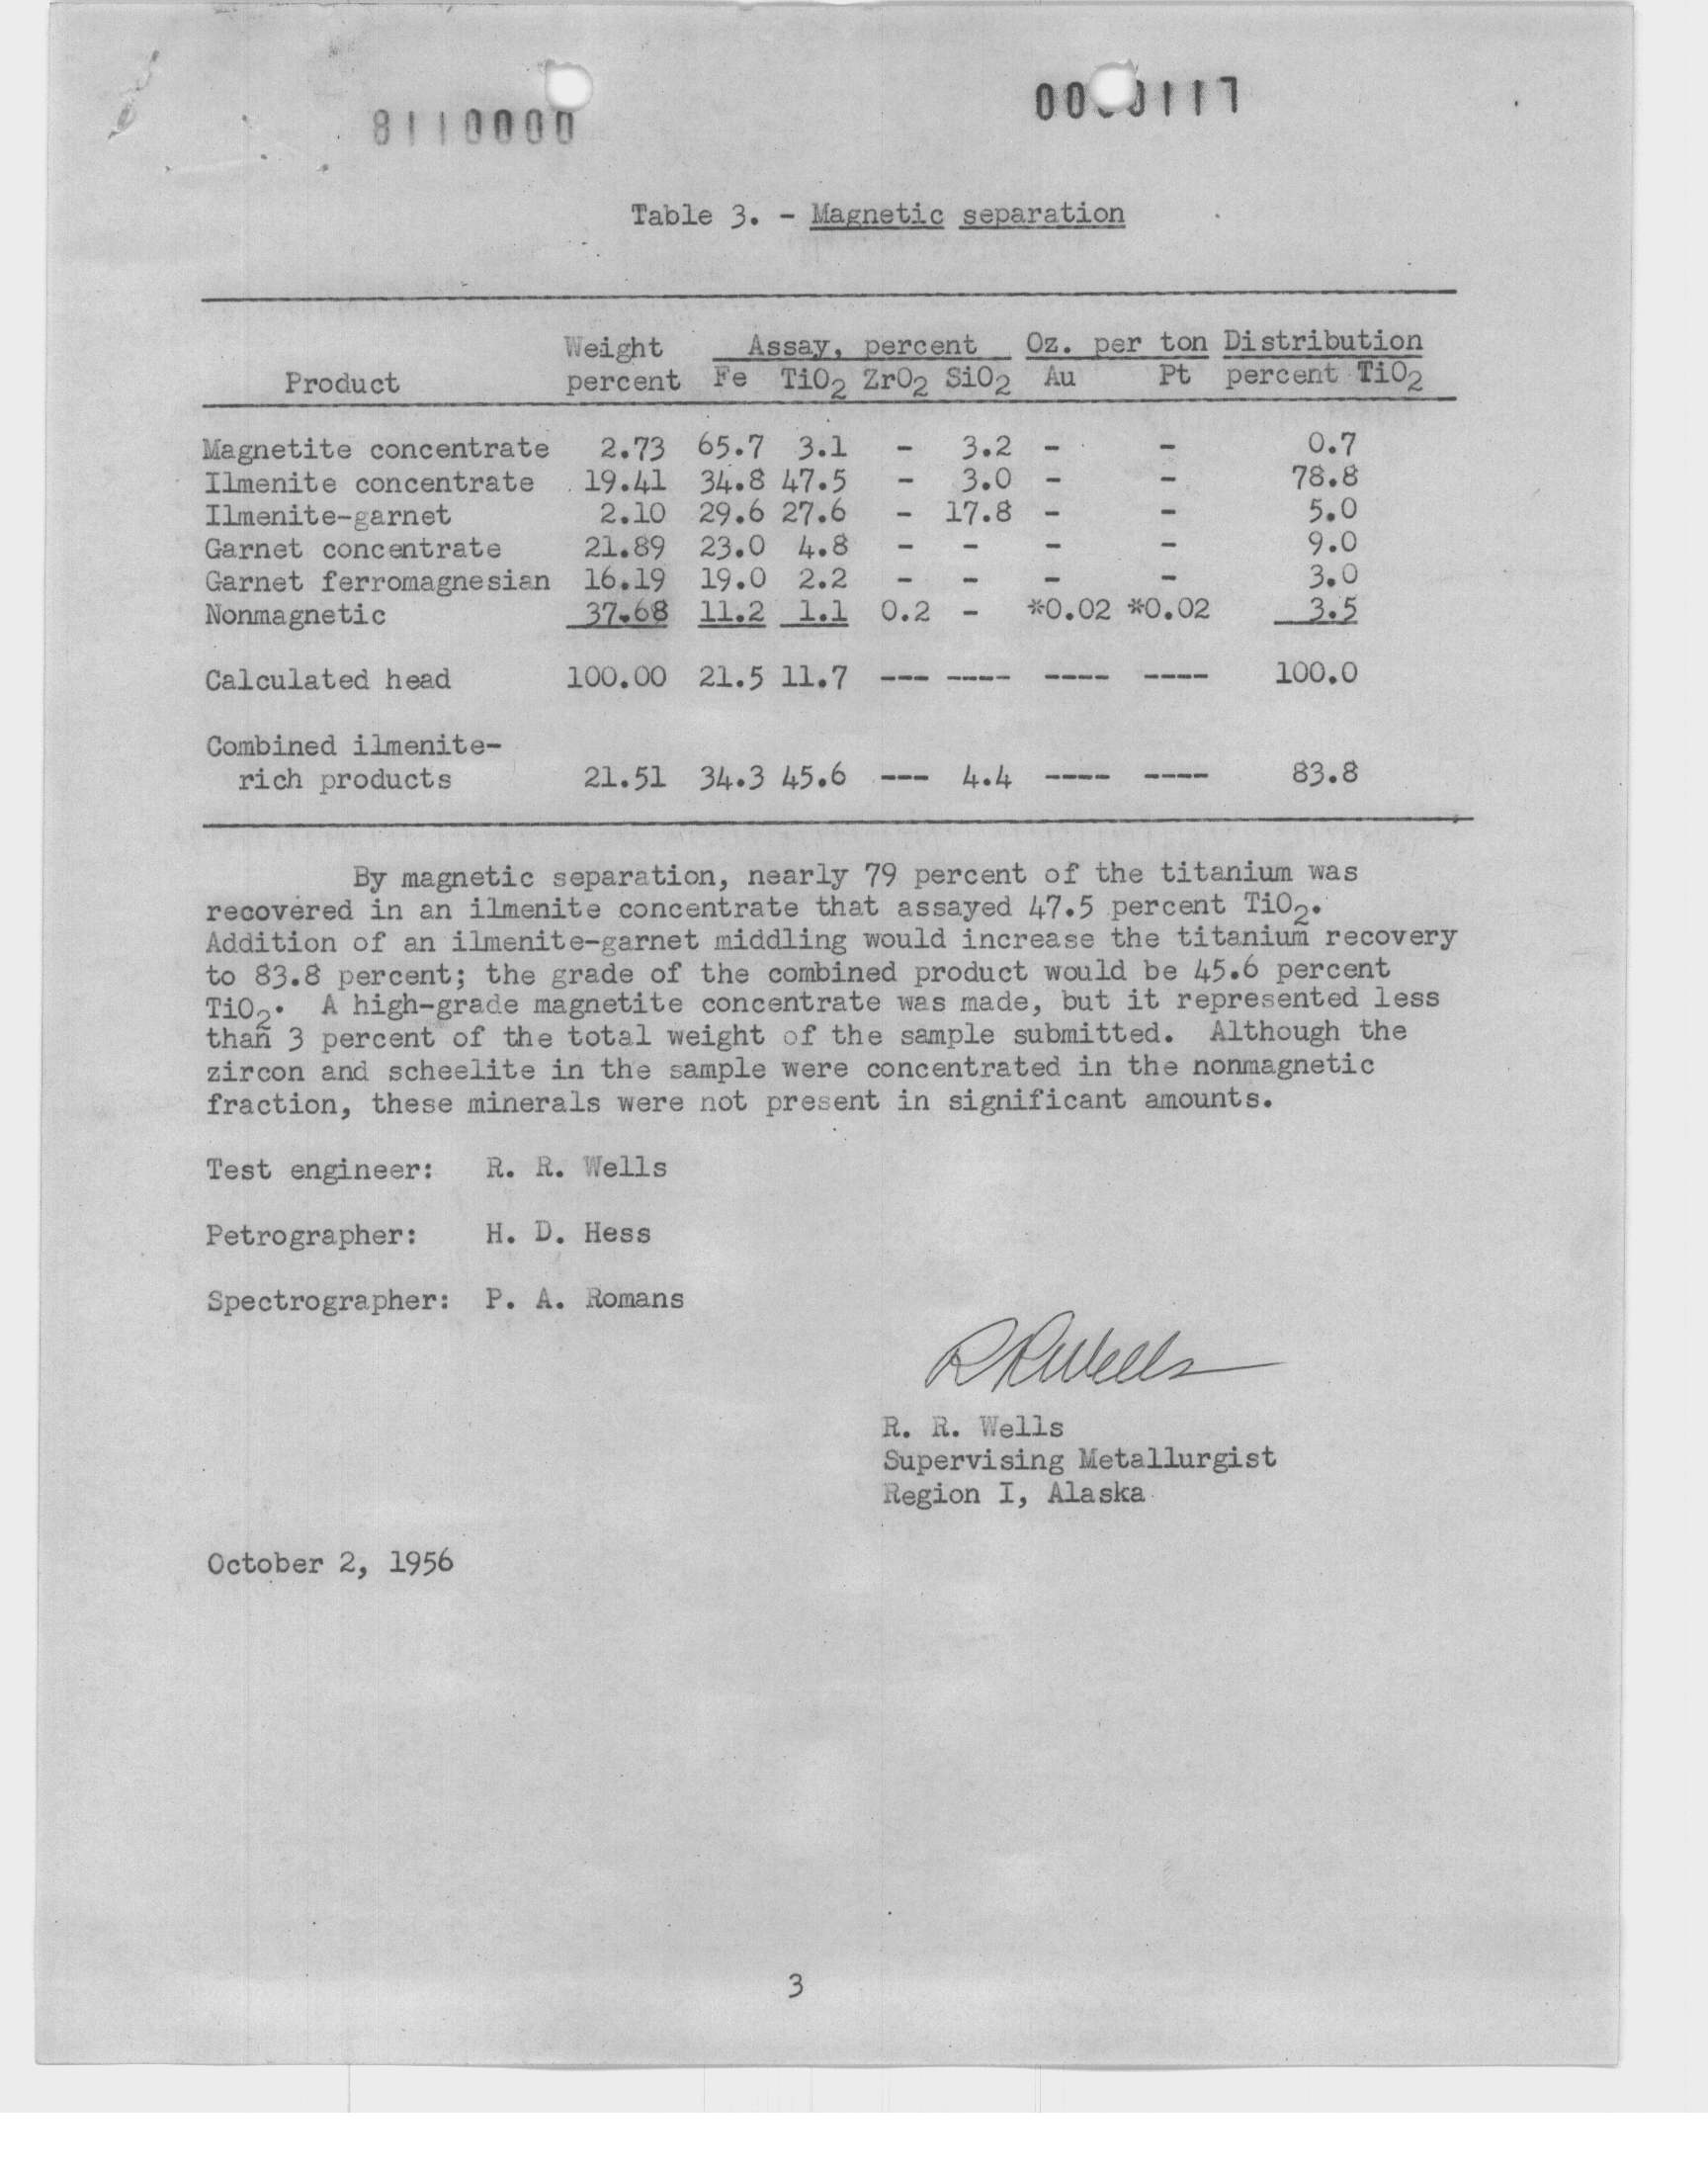 8110000
0117
Table 3. - Magnetic separation
Weight Assay, percent Oz. per ton Distribution
Product percent Fe TiO2 ZrO2 SiO2 Au Pt percent TiO2
Magnetite concentrate 2.73 65.7 3.1 - 3.2 - - 0.7
Ilmenite concentrate 19.41 34.8 47.5 - 3.0 - - 78.8
Ilmenite-garnet 2.10 29.6 27.6 - 17.8 - - 5.0
Garnet concentrate 21.89 23.0 4.8 - - - - 9.0
Garnet ferromagnesian 16.19 19.0 2.2 - - - - 3.0
Nonmagnetic 37.68 11.2 1.1 0.2 - *0.02 *0.02 3.5
Calculated head 100.00 21.5 11.7 --- ---- ---- ---- 100.0
Combined ilmenite-
rich products 21.51 34.3 45.6 --- 4.4 ---- ---- 83.8
By magnetic separation, nearly 79 percent of the titanium was
recovered in an ilmenite concentrate that assayed 47.5 percent TiO2.
Addition of an ilmenite-garnet middling would increase the titanium recovery
to 83.8 percent; the grade of the combined product would be 45.6 percent
TiO2. A high-grade magnetite concentrate was made, but it represented less
than 3 percent of the total weight of the sample submitted. Although the
zircon and scheelite in the sample were concentrated in the nonmagnetic
fraction, these minerals were not present in significant amounts.
Test engineer: R. R. Wells
Petrographer: H. D. Hess
Spectrographer: P. A. Romans
RRWells
R. R. Wells
Supervising Metallurgist
Region I, Alaska
October 2, 1956
3